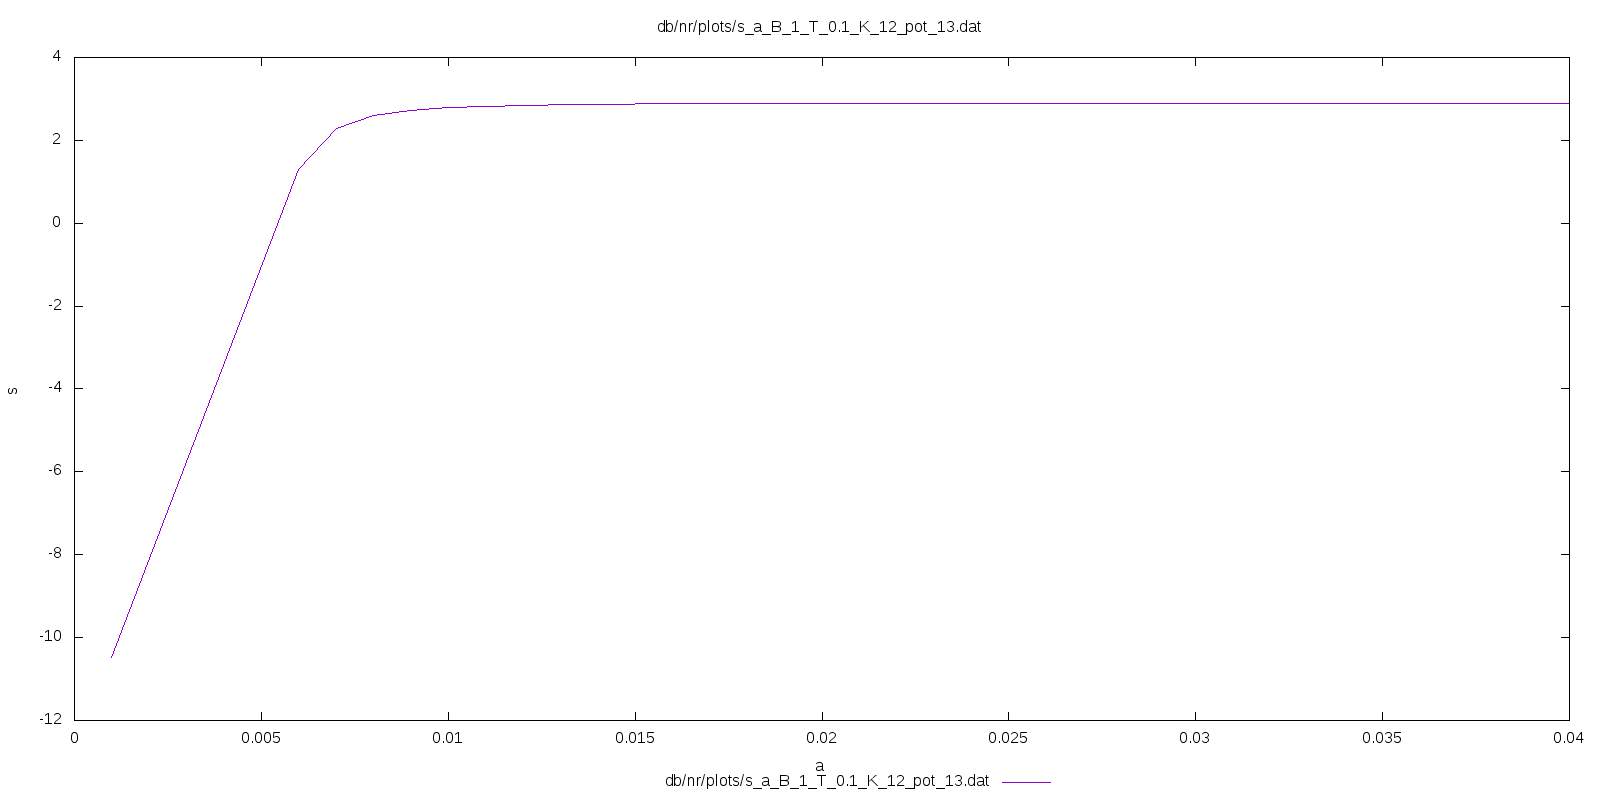 db/nr/plots/s_a_B_1_T_0.1_K_12_pot_13.dat
4
2
0
-2
-4
-6
-8
-10
-12
s
0 0.005 0.01 0.015 0.02 0.025 0.03 0.035 0.04
a
db/nr/plots/s_a_B_1_T_0.1_K_12_pot_13.dat